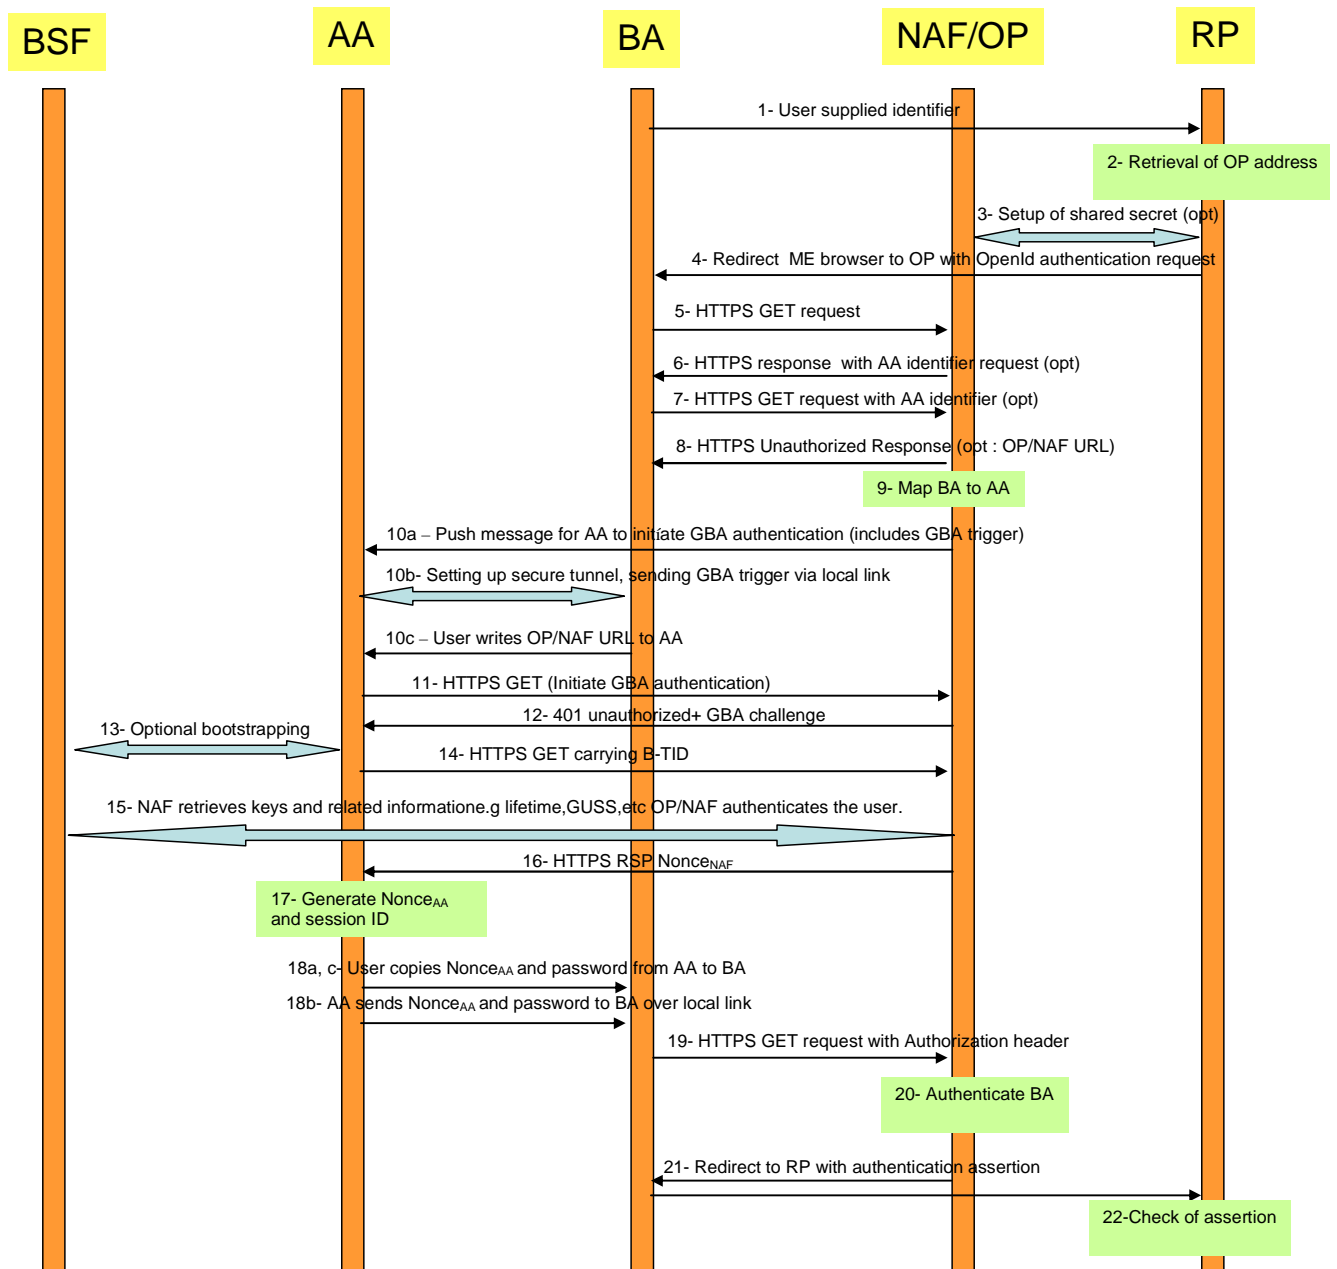 BSF
AA
BA
NAF/OP
RP
1- User supplied identifier
2- Retrieval of OP address
3- Setup of shared secret (opt)
4- Redirect ME browser to OP with OpenId authentication request
5- HTTPS GET request
6- HTTPS response with AA identifier request (opt)
7- HTTPS GET request with AA identifier (opt)
8- HTTPS Unauthorized Response (opt : OP/NAF URL)
9- Map BA to AA
10a – Push message for AA to initíate GBA authentication (includes GBA trigger)
10b- Setting up secure tunnel, sending GBA trigger via local link
10c – User writes OP/NAF URL to AA
11- HTTPS GET (Initiate GBA authentication)
12- 401 unauthorized+ GBA challenge
13- Optional bootstrapping
14- HTTPS GET carrying B-TID
15- NAF retrieves keys and related informatione.g lifetime,GUSS,etc OP/NAF authenticates the user.
16- HTTPS RSP NonceNAF
17- Generate NonceAA
and session ID
18a, c- User copies NonceAA and password from AA to BA
18b- AA sends NonceAA and password to BA over local link
19- HTTPS GET request with Authorization header
20- Authenticate BA
21- Redirect to RP with authentication assertion
22-Check of assertion